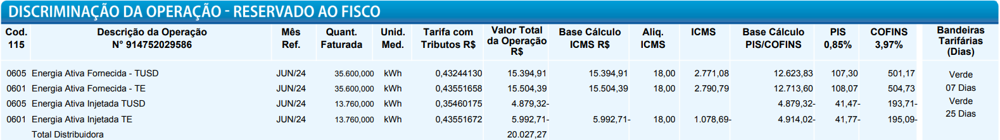 DISCRIMINAÇÃO DA OPERAÇÃO - RESERVADO AO FISCO
Cod. 115 Descrição da Operação N° 914752029586 Mês Ref. Quant. Faturada Unid. Med. Tarifa com Tributos R$ Valor Total da Operação R$ Base Cálculo ICMS R$ Aliq. ICMS ICMS Base Cálculo PIS/COFINS PIS 0,85% COFINS 3,97% Bandeiras Tarifárias (Dias)
0605 Energia Ativa Fornecida - TUSD JUN/24 35.600,000 kWh 0,43244130 15.394,91 15.394,91 18,00 2.771,08 12.623,83 107,30 501,17 Verde
0601 Energia Ativa Fornecida - TE JUN/24 35.600,000 kWh 0,43551658 15.504,39 15.504,39 18,00 2.790,79 12.713,60 108,07 504,73 07 Dias
0605 Energia Ativa Injetada TUSD JUN/24 13.760,000 kWh 0,35460175 4.879,32- 4.879,32- 41,47- 193,71- Verde
0601 Energia Ativa Injetada TE JUN/24 13.760,000 kWh 0,43551672 5.992,71- 5.992,71- 18,00 1.078,69- 4.914,02- 41,77- 195,09- 25 Dias
Total Distribuidora 20.027,27